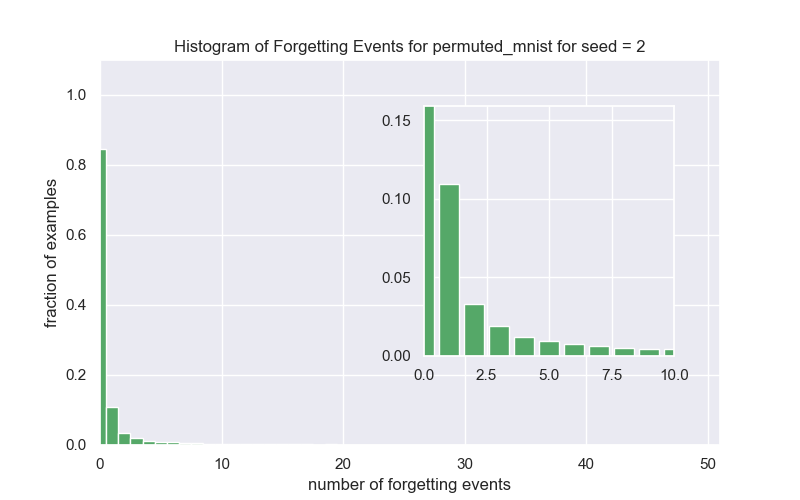 Histogram of Forgetting Events for permuted_mnist for seed = 2
fraction of examples
1.0
0.8
0.6
0.4
0.2
0.0
0.15
0.10
0.05
0.00
0.0 2.5 5.0 7.5 10.0
0 10 20 30 40 50
number of forgetting events